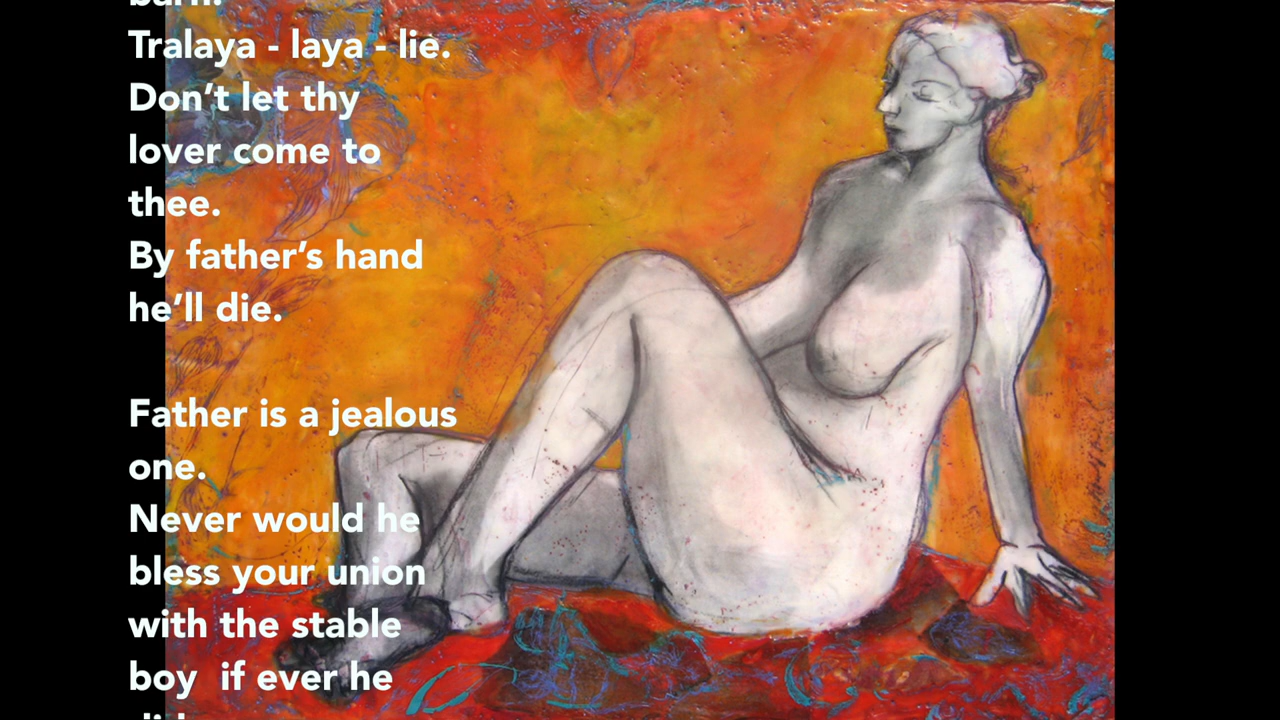 burn.
Tralaya - laya - lie.
Don’t let thy
lover come to
thee.
By father’s hand
he’ll die.
Father is a jealous
one.
Never would he
bless your union
with the stable
boy  if ever he